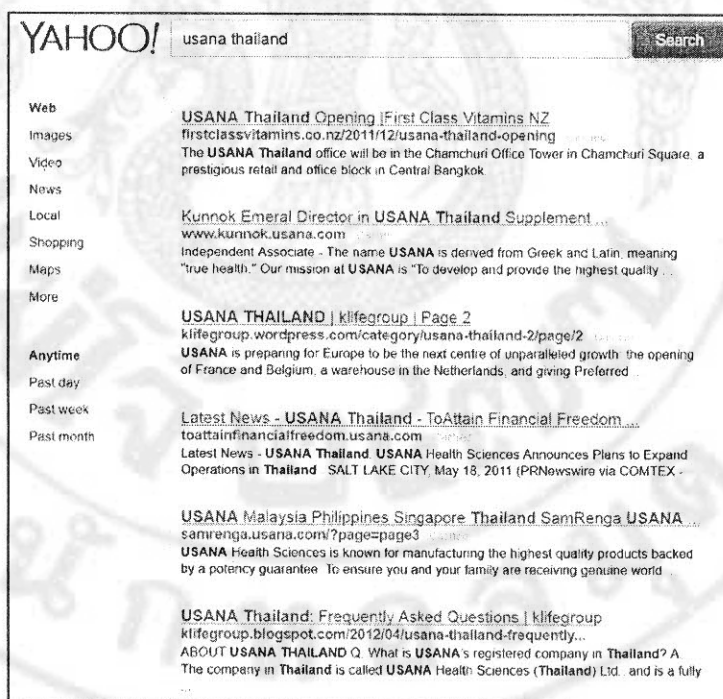 YAHOO!
usana thailand
Search
Web
Images
Video
News
Local
Shopping
Maps
More
Anytime
Past day
Past week
Past month
USANA Thailand Opening |First Class Vitamins NZ
firstclassvitamins.co.nz/2011/12/usana-thailand-opening
The USANA Thailand office will be in the Chamchuri Office Tower in Chamchuri Square, a
prestigious retail and office block in Central Bangkok.
Kunnok Emeral Director in USANA Thailand Supplement ...
www.kunnok.usana.com
Independent Associate - The name USANA is derived from Greek and Latin, meaning
"true health." Our mission at USANA is "To develop and provide the highest quality ...
USANA THAILAND | klifegroup | Page 2
klifegroup.wordpress.com/category/usana-thailand-2/page/2
USANA is preparing for Europe to be the next centre of unparalleled growth: the opening
of France and Belgium, a warehouse in the Netherlands, and giving Preferred ...
Latest News - USANA Thailand - ToAttain Financial Freedom ...
toattainfinancialfreedom.usana.com
Latest News - USANA Thailand. USANA Health Sciences Announces Plans to Expand
Operations in Thailand. SALT LAKE CITY, May 18, 2011 (PRNewswire via COMTEX -
USANA Malaysia Philippines Singapore Thailand SamRenga USANA ...
samrenga.usana.com/?page=page3
USANA Health Sciences is known for manufacturing the highest quality products backed
by a potency guarantee. To ensure you and your family are receiving genuine world ...
USANA Thailand: Frequently Asked Questions | klifegroup
klifegroup.blogspot.com/2012/04/usana-thailand-frequently...
ABOUT USANA THAILAND Q. What is USANA's registered company in Thailand? A.
The company in Thailand is called USANA Health Sciences (Thailand) Ltd., and is a fully
...